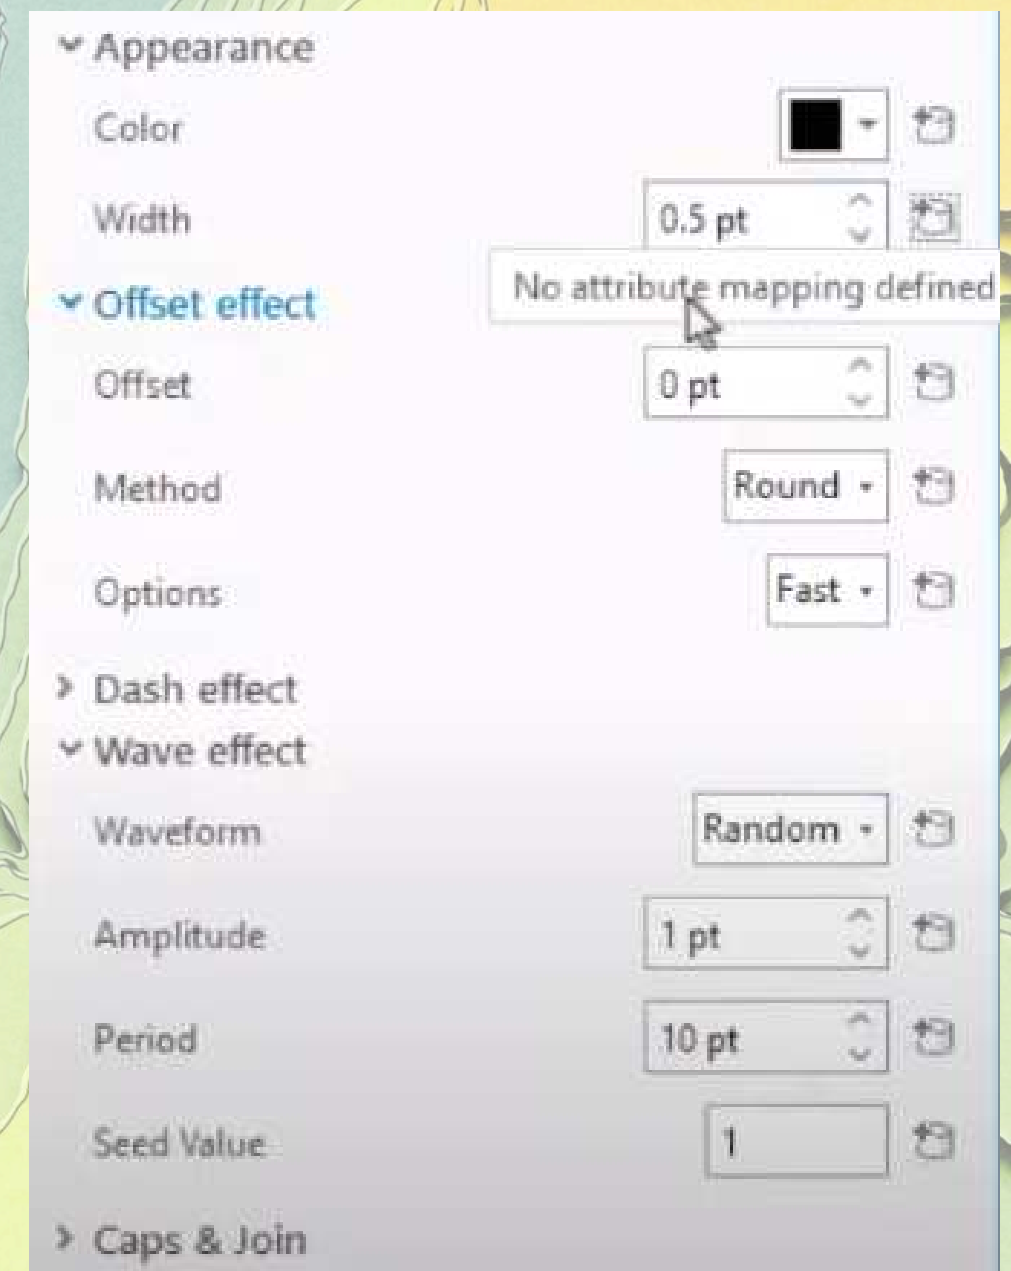 Appearance
Color
Width 0.5 pt
No attribute mapping defined
Offset effect
Offset 0 pt
Method Round
Options Fast
Dash effect
Wave effect
Waveform Random
Amplitude 1 pt
Period 10 pt
Seed Value 1
Caps & Join